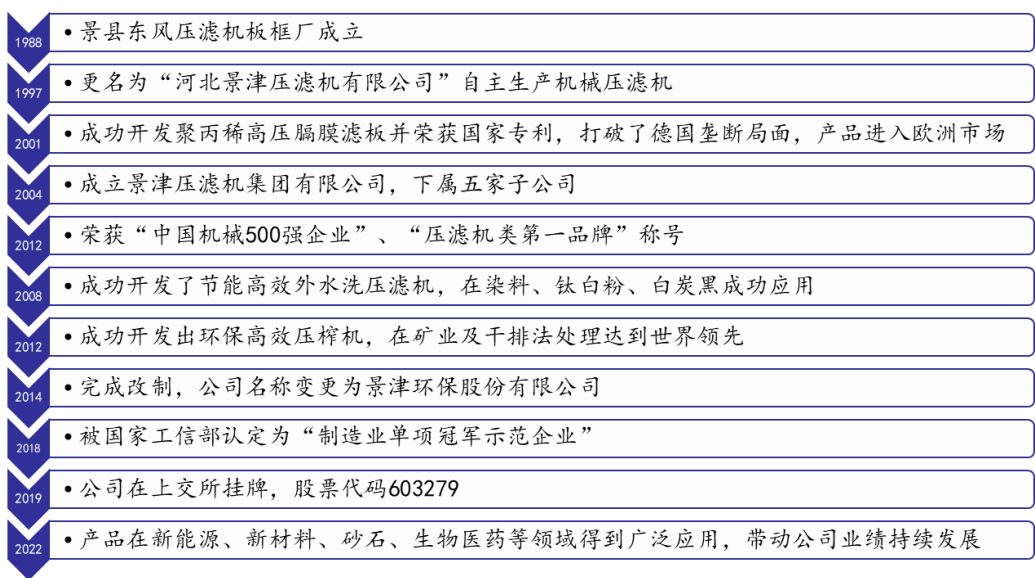 1988
• 景县东风压滤机板框厂成立
1997
• 更名为“河北景津压滤机有限公司”自主生产机械压滤机
2001
• 成功开发聚丙稀高压膈膜滤板并荣获国家专利，打破了德国垄断局面，产品进入欧洲市场
2004
• 成立景津压滤机集团有限公司，下属五家子公司
2012
• 荣获“中国机械500强企业”、“压滤机类第一品牌”称号
2008
• 成功开发了节能高效外水洗压滤机，在染料、钛白粉、白炭黑成功应用
2012
• 成功开发出环保高效压榨机，在矿业及干排法处理达到世界领先
2014
• 完成改制，公司名称变更为景津环保股份有限公司
2018
• 被国家工信部认定为“制造业单项冠军示范企业”
2019
• 公司在上交所挂牌，股票代码603279
2022
• 产品在新能源、新材料、砂石、生物医药等领域得到广泛应用，带动公司业绩持续发展